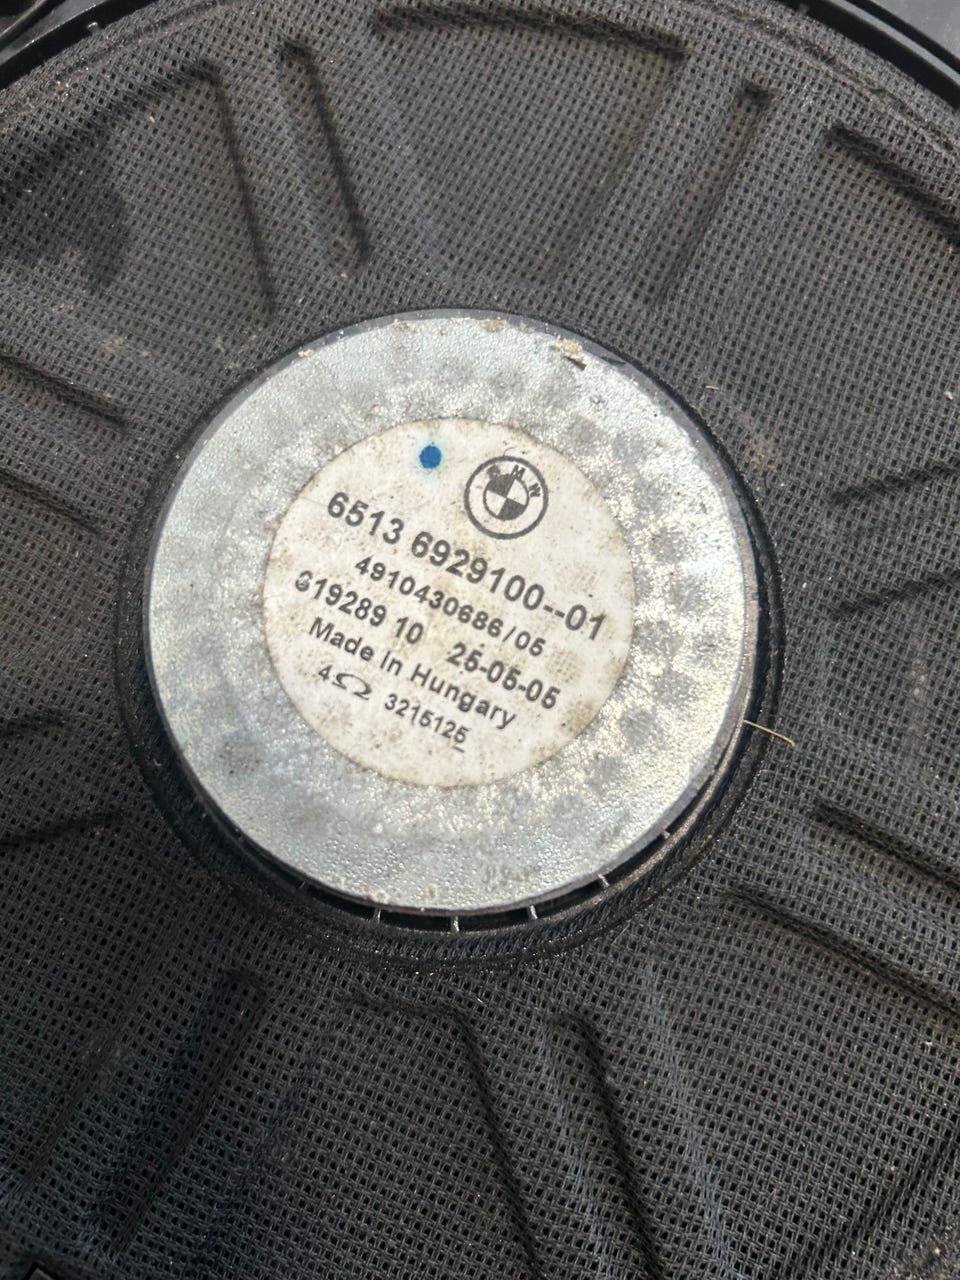 BMW
6513 6929100--01
4910430686/05
619289 10 25-05-05
Made in Hungary
4Ω 3215125